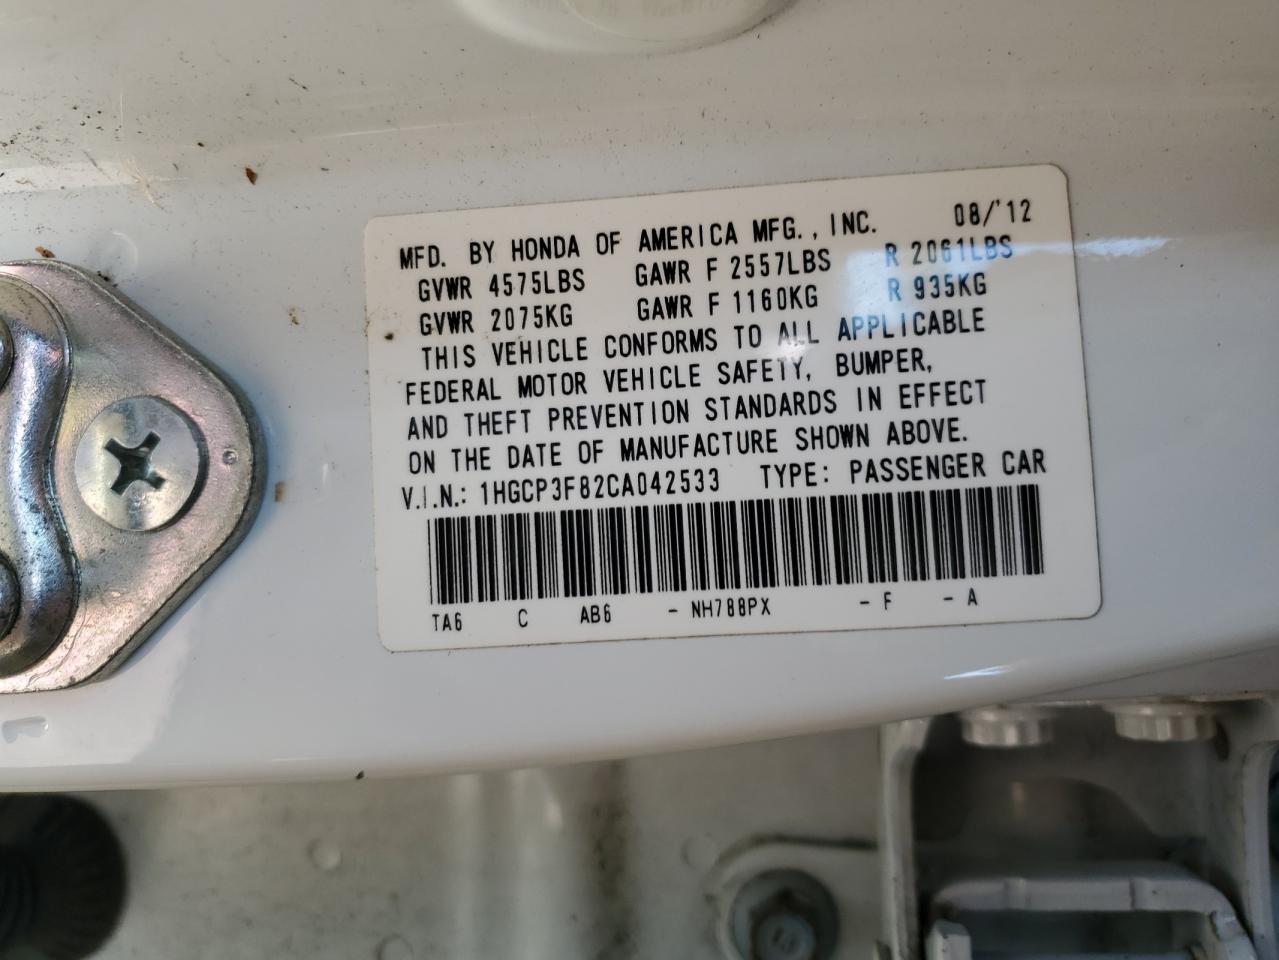 MFD. BY HONDA OF AMERICA MFG., INC. 08/'12
GVWR 4575LBS GAWR F 2557LBS R 2061LBS
GVWR 2075KG GAWR F 1160KG R 935KG
THIS VEHICLE CONFORMS TO ALL APPLICABLE
FEDERAL MOTOR VEHICLE SAFETY, BUMPER,
AND THEFT PREVENTION STANDARDS IN EFFECT
ON THE DATE OF MANUFACTURE SHOWN ABOVE.
V.I.N.: 1HGCP3F82CA042533 TYPE: PASSENGER CAR
TA6 C AB6 - NH788PX - F - A